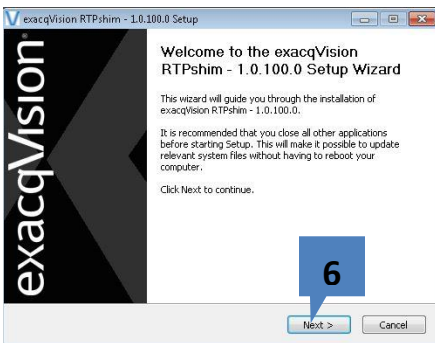 exacqVision RTPshim - 1.0.100.0 Setup
exacqVision
Welcome to the exacqVision
RTPshim - 1.0.100.0 Setup Wizard
This wizard will guide you through the installation of
exacqVision RTPshim - 1.0.100.0.
It is recommended that you close all other applications
before starting Setup. This will make it possible to update
relevant system files without having to reboot your
computer.
Click Next to continue.
6
Next >
Cancel